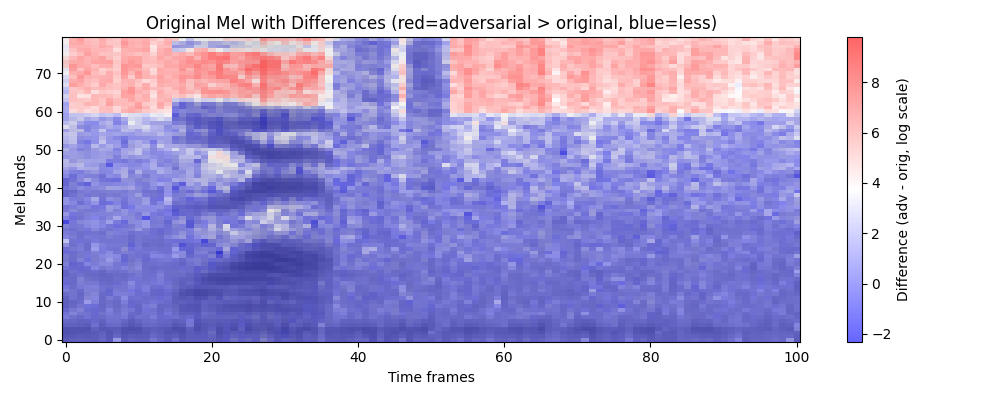 Original Mel with Differences (red=adversarial > original, blue=less)
Mel bands
70
60
50
40
30
20
10
0
0 20 40 60 80 100
Time frames
8
6
4
2
0
−2
Difference (adv - orig, log scale)